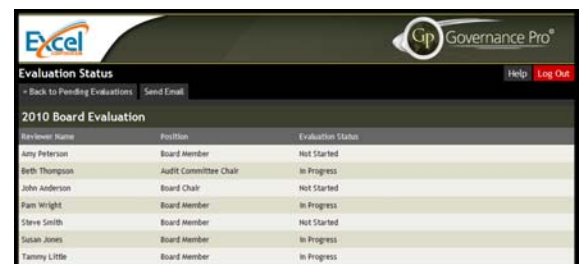 Excel
Gp Governance Pro®
Evaluation Status
Help Log Out
« Back to Pending Evaluations Send Email
2010 Board Evaluation
Reviewer Name Position Evaluation Status
Amy Peterson Board Member Not Started
Beth Thompson Audit Committee Chair In Progress
John Anderson Board Chair Not Started
Pam Wright Board Member In Progress
Steve Smith Board Member Not Started
Susan Jones Board Member In Progress
Tammy Little Board Member In Progress